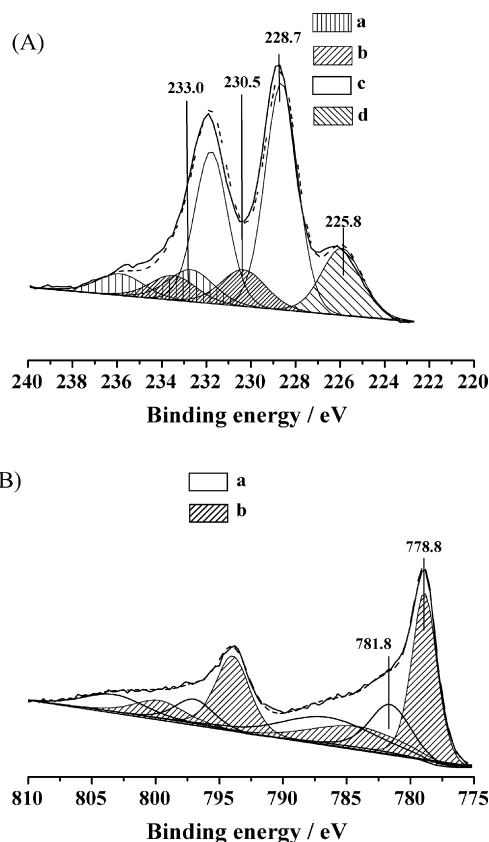 (A)
a
b
c
d
228.7
233.0
230.5
225.8
240 238 236 234 232 230 228 226 224 222 220
Binding energy / eV
B)
a
b
778.8
781.8
810 805 800 795 790 785 780 775
Binding energy / eV